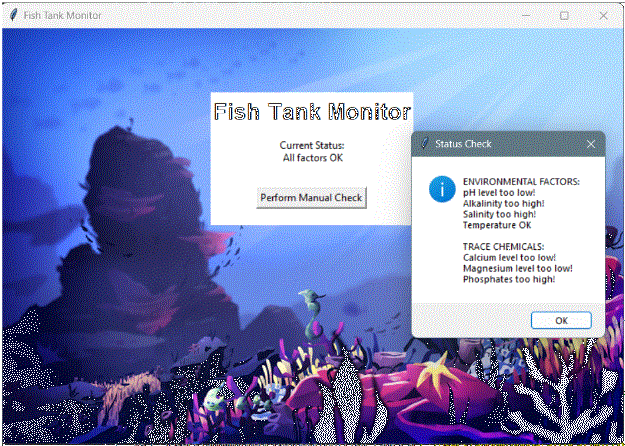 Fish Tank Monitor
Fish Tank Monitor
Current Status:
All factors OK
Perform Manual Check
Status Check
ENVIRONMENTAL FACTORS:
pH level too low!
Alkalinity too high!
Salinity too high!
Temperature OK
TRACE CHEMICALS:
Calcium level too low!
Magnesium level too low!
Phosphates too high!
OK